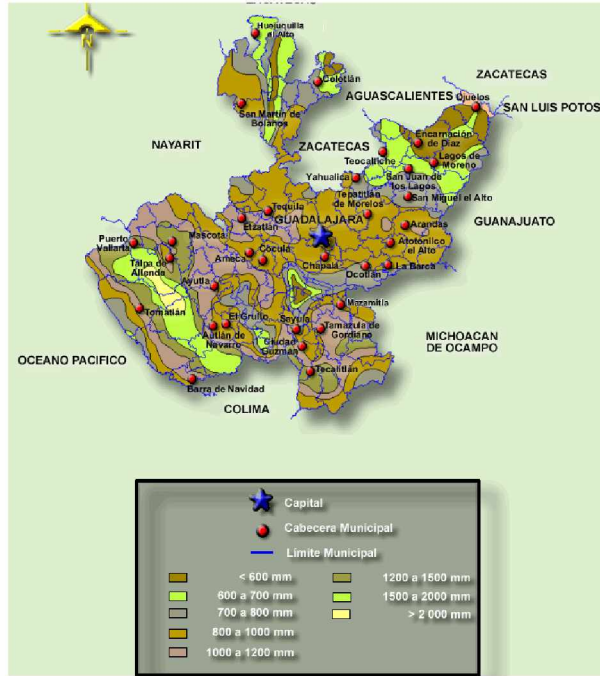 ZACATECAS
Huejuquilla
el Alto
N
Colotlán
ZACATECAS
AGUASCALIENTES
Ojuelos
SAN LUIS POTOS
San Martín de
Bolaños
Encarnación
de Díaz
NAYARIT
ZACATECAS
Teocaltiche
Lagos de
Moreno
Yahualica
San Juan de
los Lagos
Tepatitlán
de Morelos
San Miguel el Alto
Tequila
GUADALAJARA
Etzatlán
Arandas
GUANAJUATO
Puerto
Vallarta
Mascota
Cocula
Atotonilco
el Alto
Talpa de
Allende
Ameca
Chapala
Ocotlán
La Barca
Ayutla
Mazamitla
Tomatlán
El Grullo
Sayula
Tamazula de
Gordiano
Autlán de
Navarro
Ciudad
Guzmán
MICHOACAN
DE OCAMPO
OCEANO PACIFICO
Tecalitlán
Barra de Navidad
COLIMA
Capital
Cabecera Municipal
Límite Municipal
< 600 mm
1200 a 1500 mm
600 a 700 mm
1500 a 2000 mm
700 a 800 mm
> 2 000 mm
800 a 1000 mm
1000 a 1200 mm